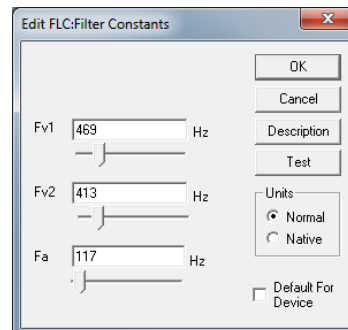 Edit FLC:Filter Constants
OK
Cancel
Fv1 469 Hz
Description
Test
Fv2 413 Hz
Units
Normal
Native
Fa 117 Hz
Default For
Device